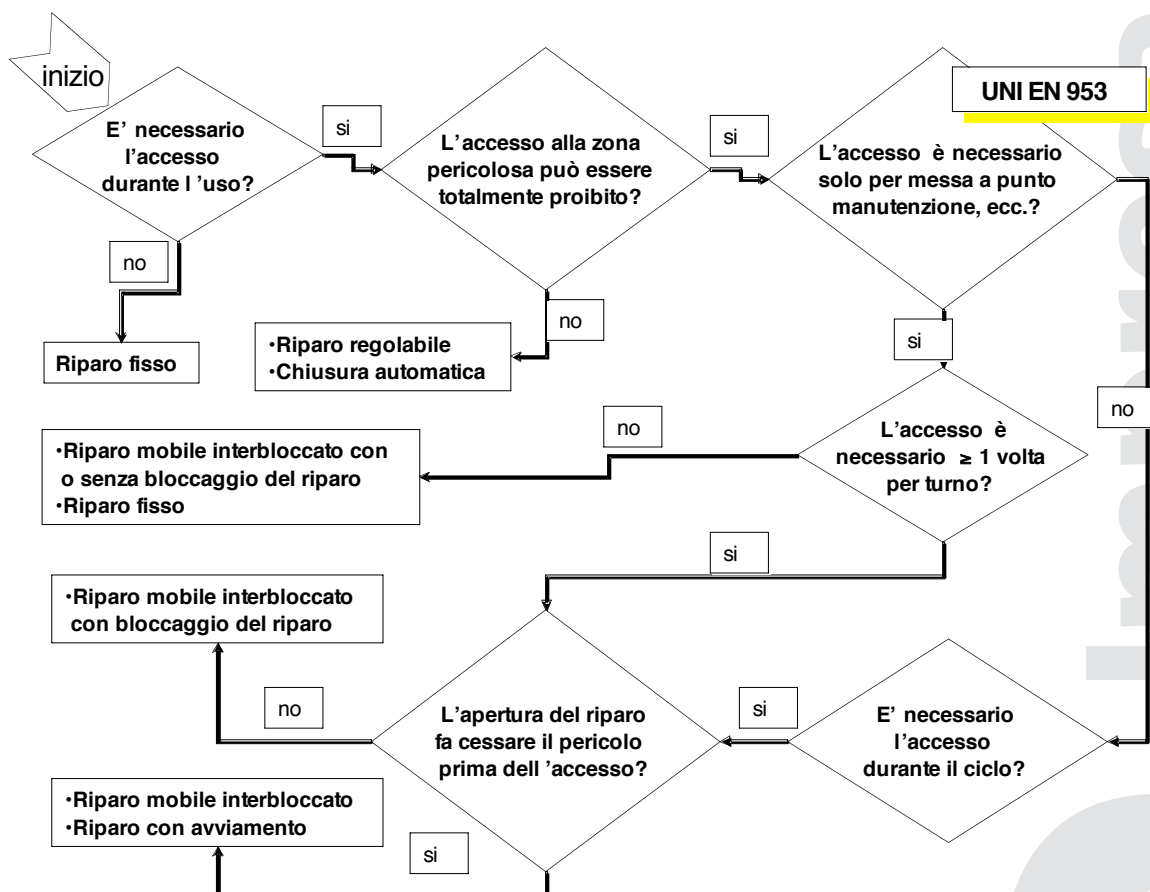 inizio
UNI EN 953
E' necessario
l'accesso
durante l 'uso?
si
L'accesso alla zona
pericolosa può essere
totalmente proibito?
si
L'accesso è necessario
solo per messa a punto
manutenzione, ecc.?
no
Riparo fisso
no
•Riparo regolabile
•Chiusura automatica
si
no
L'accesso è
necessario ≥ 1 volta
per turno?
no
•Riparo mobile interbloccato con
o senza bloccaggio del riparo
•Riparo fisso
si
•Riparo mobile interbloccato
con bloccaggio del riparo
no
L'apertura del riparo
fa cessare il pericolo
prima dell 'accesso?
si
E' necessario
l'accesso
durante il ciclo?
•Riparo mobile interbloccato
•Riparo con avviamento
si